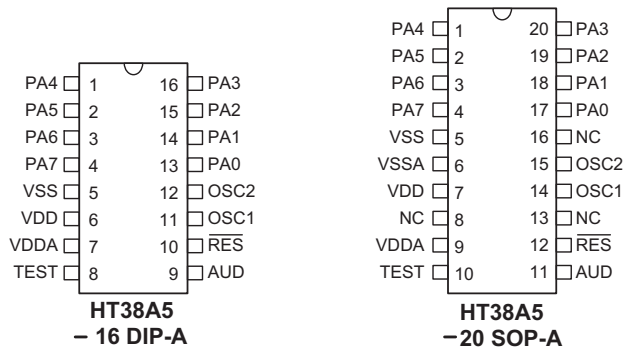 PA4 1 16 PA3
PA5 2 15 PA2
PA6 3 14 PA1
PA7 4 13 PA0
VSS 5 12 OSC2
VDD 6 11 OSC1
VDDA 7 10 RES
TEST 8 9 AUD
HT38A5
– 16 DIP-A
PA4 1 20 PA3
PA5 2 19 PA2
PA6 3 18 PA1
PA7 4 17 PA0
VSS 5 16 NC
VSSA 6 15 OSC2
VDD 7 14 OSC1
NC 8 13 NC
VDDA 9 12 RES
TEST 10 11 AUD
HT38A5
–20 SOP-A